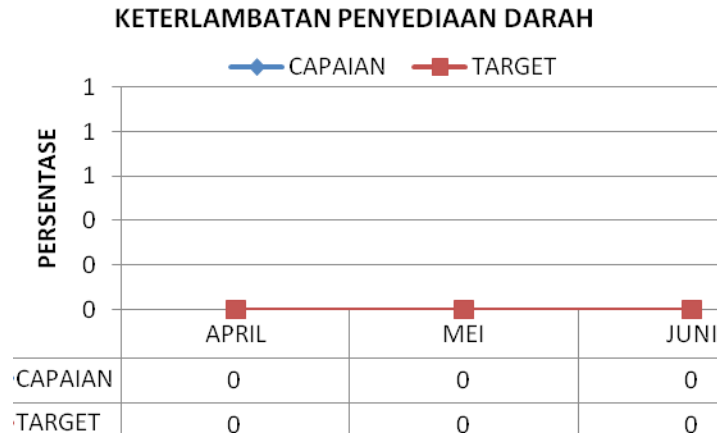 KETERLAMBATAN PENYEDIAAN DARAH
CAPAIAN TARGET
PERSENTASE
1
1
1
0
0
0
APRIL MEI JUNI
CAPAIAN 0 0 0
TARGET 0 0 0